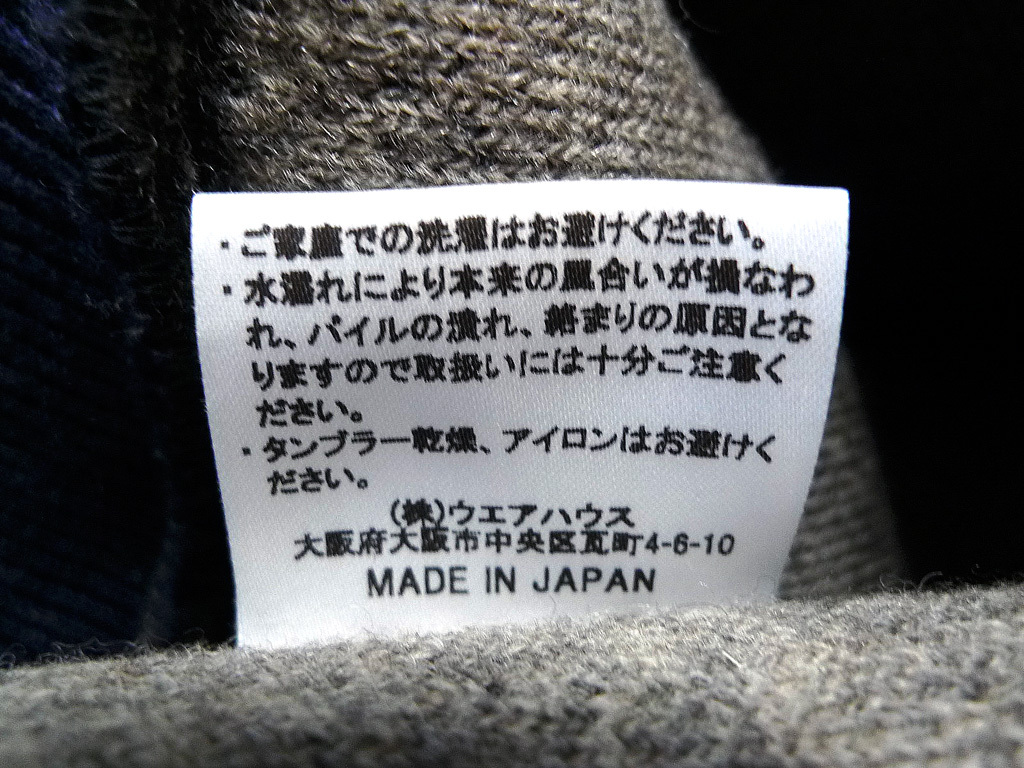 ・ご家庭での洗濯はお避けください。
・水濡れにより本来の風合いが損なわ
れ、パイルの潰れ、絡まりの原因とな
りますので取扱いには十分ご注意く
ださい。
・タンブラー乾燥、アイロンはお避けく
ださい。
(株)ウエアハウス
大阪府大阪市中央区瓦町4-6-10
MADE IN JAPAN